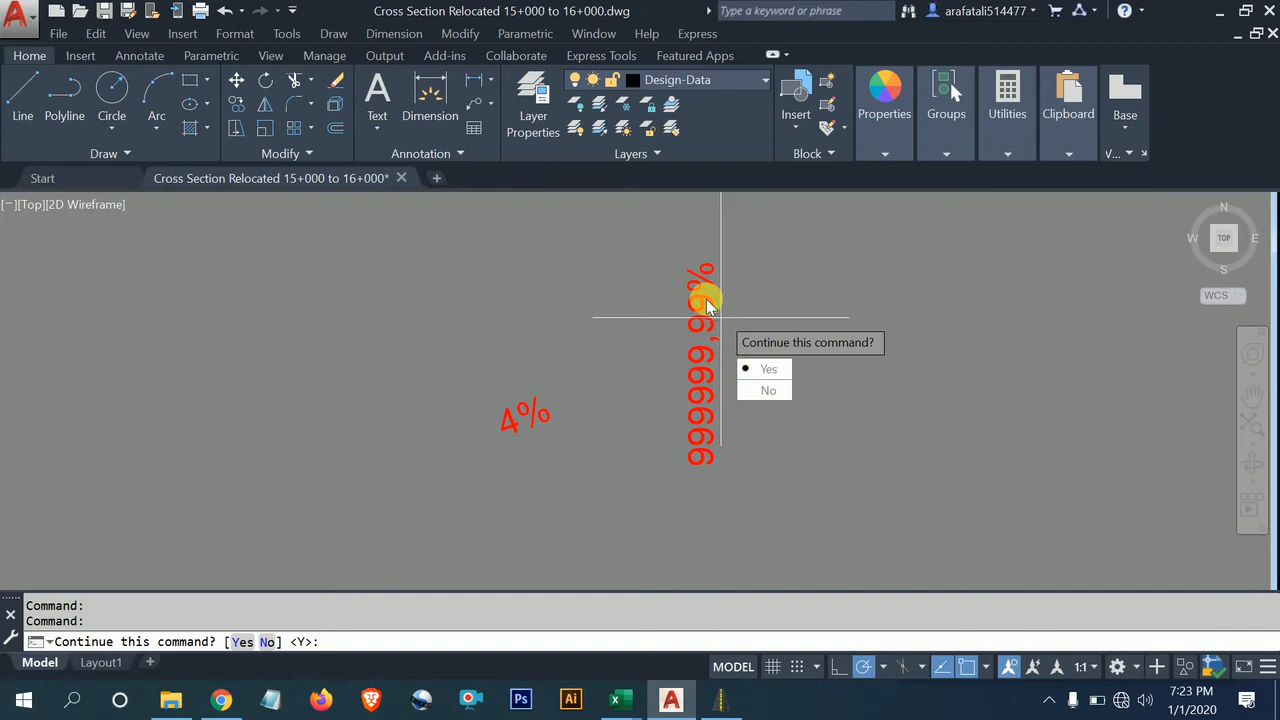 Cross Section Relocated 15+000 to 16+000.dwg
Type a keyword or phrase
arafatali514477
File Edit View Insert Format Tools Draw Dimension Modify Parametric Window Help Express
Home Insert Annotate Parametric View Manage Output Add-ins Collaborate Express Tools Featured Apps
Line Polyline Circle Arc
Text Dimension
Layer Properties
Design-Data
Insert
Properties Groups Utilities Clipboard Base
Draw Modify Annotation Layers Block V...
Start Cross Section Relocated 15+000 to 16+000*
[−][Top][2D Wireframe]
N
W TOP E
S
WCS
4%
Continue this command?
Yes
No
Command:
Command:
Continue this command? [Yes No] <Y>:
Model Layout1
MODEL 1:1
Ps Ai A
7:23 PM
1/1/2020